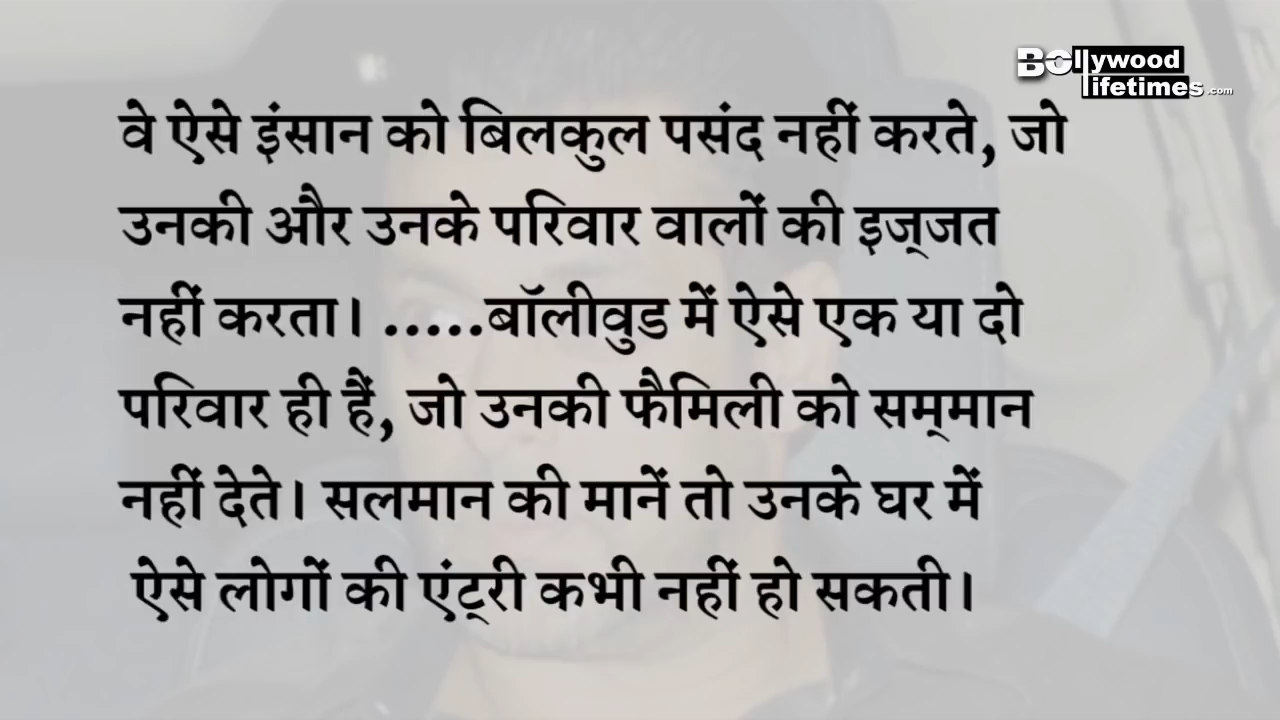 BOllywood
lifetimes.com
वे ऐसे इंसान को बिलकुल पसंद नहीं करते, जो
उनकी और उनके परिवार वालों की इज्‌जत
नहीं करता। .....बॉलीवुड में ऐसे एक या दो
परिवार ही हैं, जो उनकी फैमिली को सम्‌मान
नहीं देते। सलमान की मानें तो उनके घर में
ऐसे लोगों की एंट्‌री कभी नहीं हो सकती।